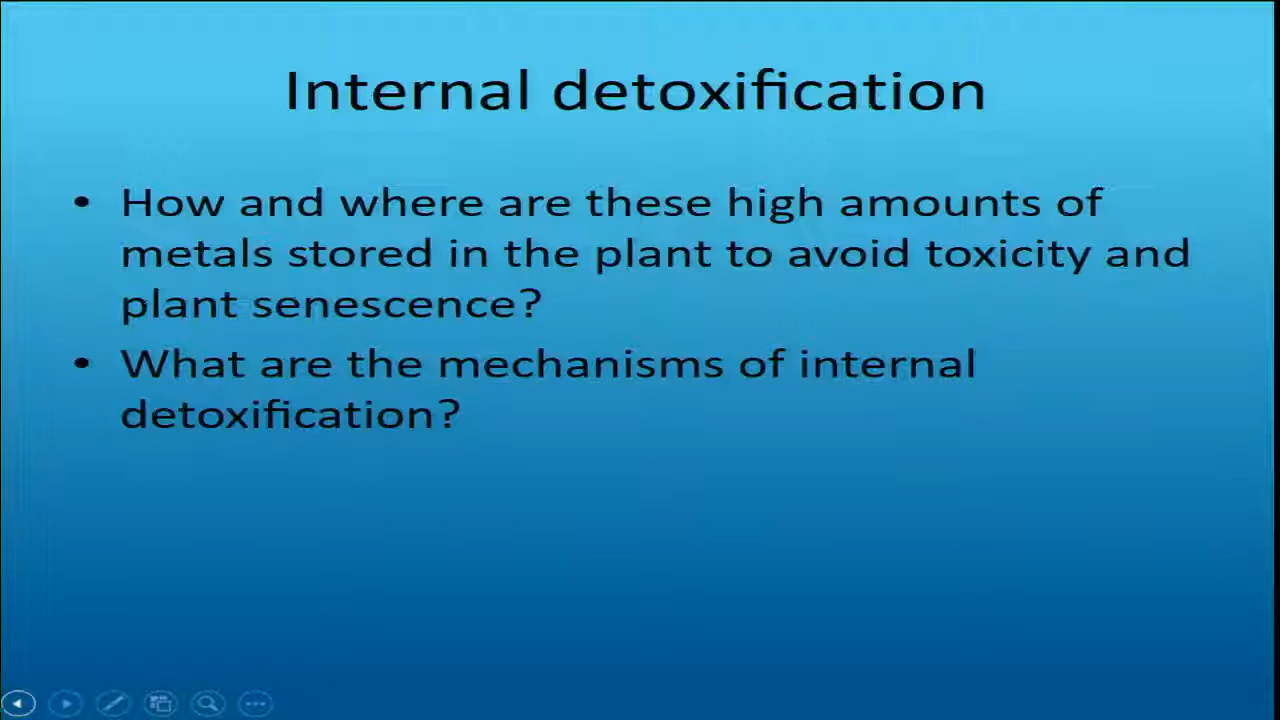 Internal detoxification
• How and where are these high amounts of
metals stored in the plant to avoid toxicity and
plant senescence?
• What are the mechanisms of internal
detoxification?